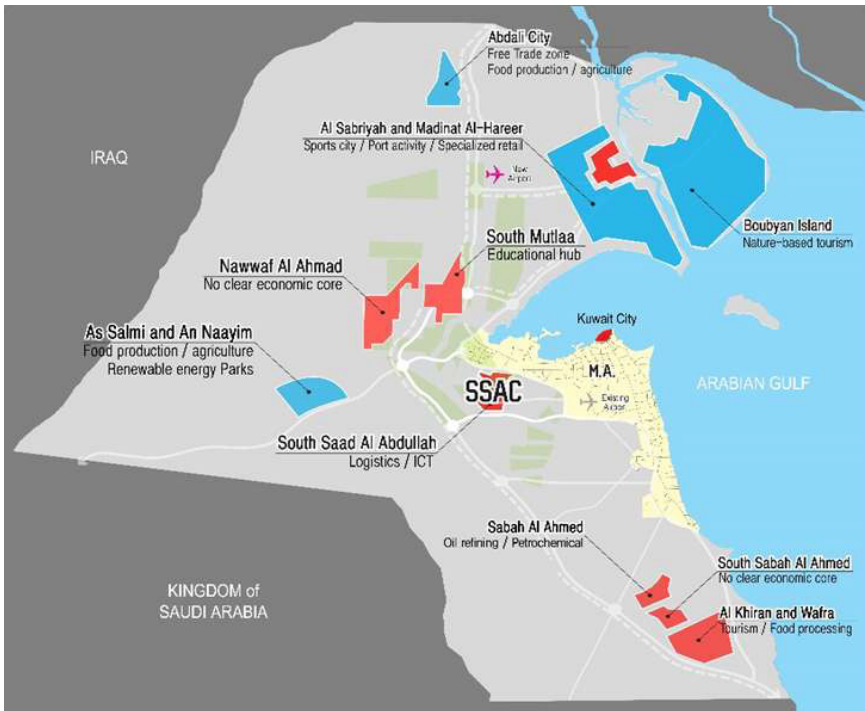 Abdali City
Free Trade zone
Food production / agriculture
Al Sabriyah and Madinat Al-Hareer
Sports city / Port activity / Specialized retail
IRAQ
New
Airport
Boubyan Island
Nature-based tourism
South Mutlaa
Educational hub
Nawwaf Al Ahmad
No clear economic core
Kuwait City
As Salmi and An Naayim
Food production / agriculture
Renewable energy Parks
M.A.
ARABIAN GULF
SSAC
Existing
Airport
South Saad Al Abdullah
Logistics / ICT
Sabah Al Ahmed
Oil refining / Petrochemical
South Sabah Al Ahmed
No clear economic core
KINGDOM of
SAUDI ARABIA
Al Khiran and Wafra
Tourism / Food processing